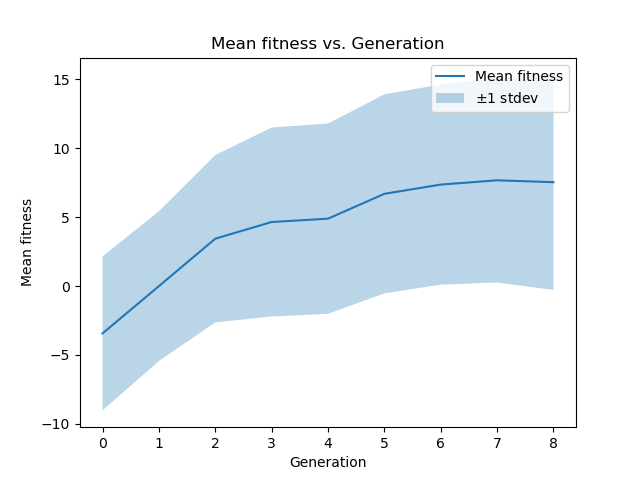 Mean fitness vs. Generation
Mean fitness
±1 stdev
15
10
5
0
−5
−10
Mean fitness
0 1 2 3 4 5 6 7 8
Generation